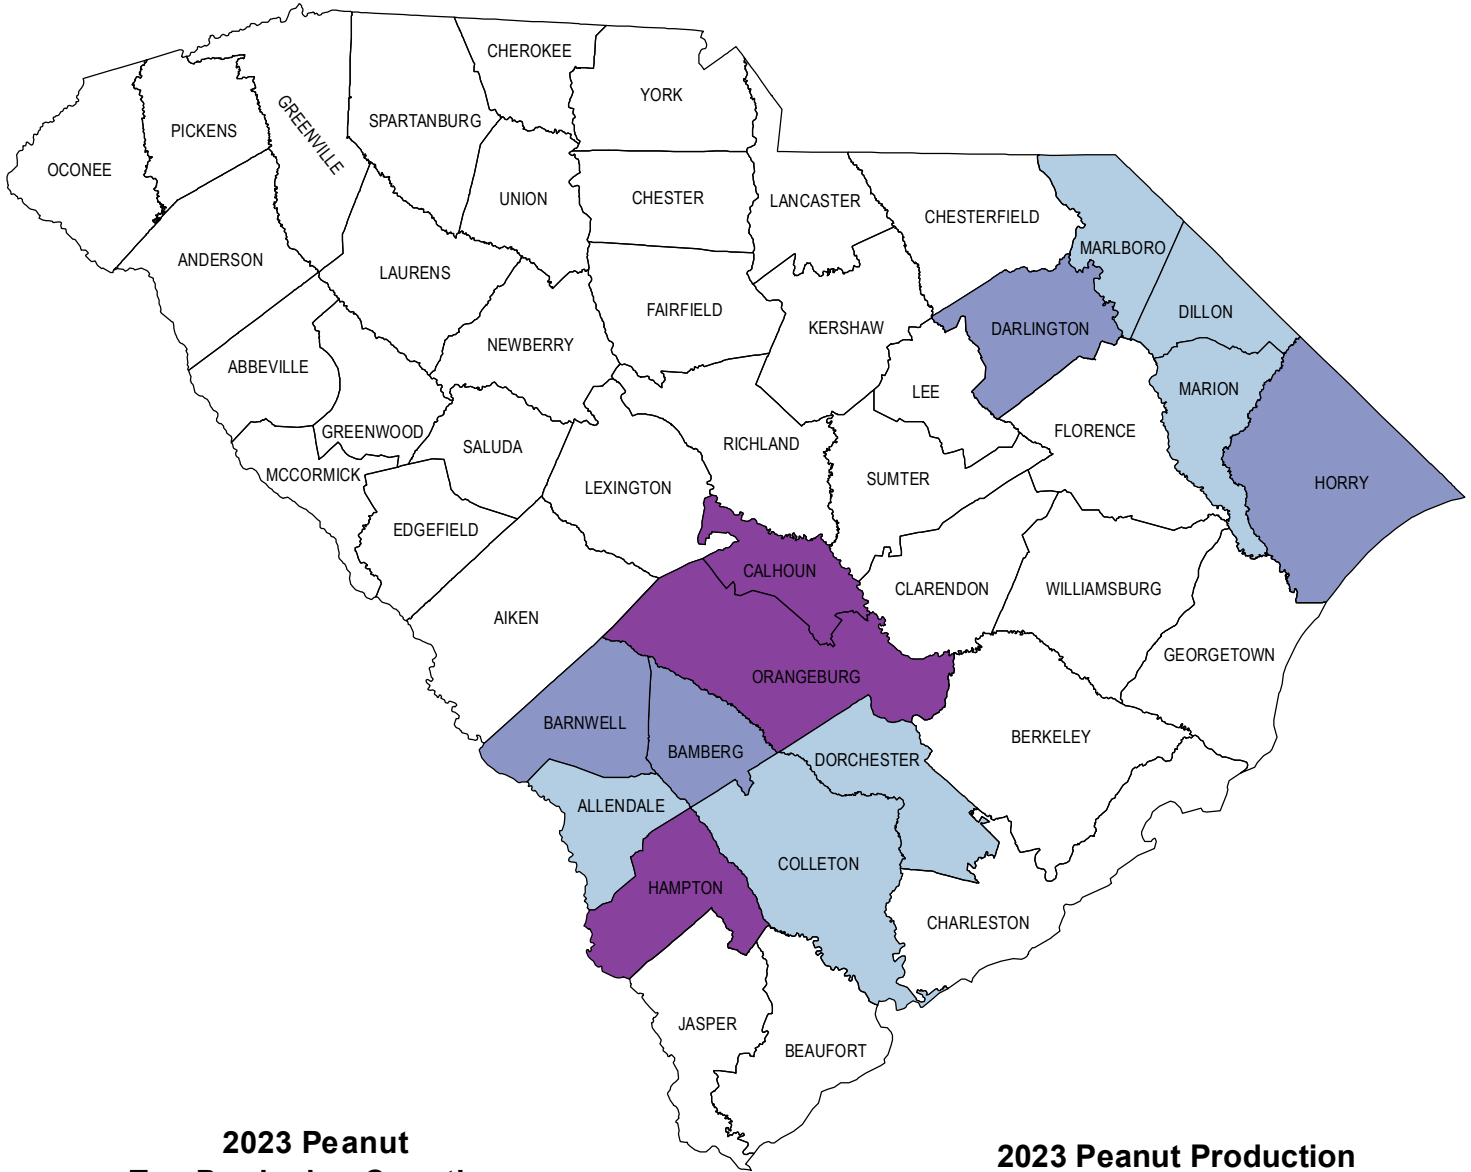 CHEROKEE
YORK
GREENVILLE
SPARTANBURG
PICKENS
OCONEE
UNION
CHESTER
LANCASTER
CHESTERFIELD
MARLBORO
ANDERSON
LAURENS
FAIRFIELD
KERSHAW
DARLINGTON
DILLON
NEWBERRY
ABBEVILLE
LEE
MARION
GREENWOOD
SALUDA
RICHLAND
FLORENCE
MCCORMICK
LEXINGTON
SUMTER
HORRY
EDGEFIELD
CALHOUN
CLARENDON
WILLIAMSBURG
AIKEN
GEORGETOWN
ORANGEBURG
BARNWELL
BAMBERG
BERKELEY
DORCHESTER
ALLENDALE
COLLETON
HAMPTON
CHARLESTON
JASPER
BEAUFORT
2023 Peanut
2023 Peanut Production